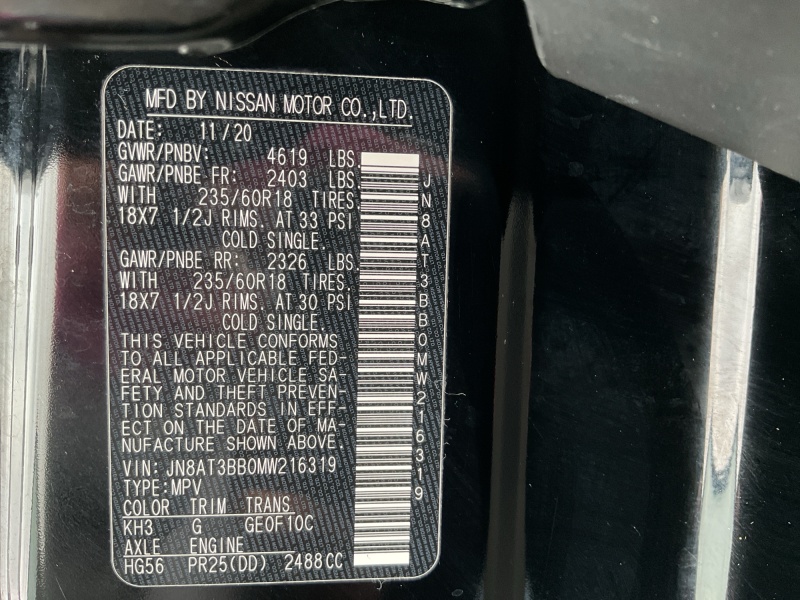 MFD BY NISSAN MOTOR CO.,LTD.
DATE: 11/20
GVWR/PNBV: 4619 LBS.
GAWR/PNBE FR: 2403 LBS.
WITH 235/60R18 TIRES.
18X7 1/2J RIMS. AT 33 PSI
COLD SINGLE.
GAWR/PNBE RR: 2326 LBS.
WITH 235/60R18 TIRES.
18X7 1/2J RIMS. AT 30 PSI
COLD SINGLE.
THIS VEHICLE CONFORMS
TO ALL APPLICABLE FED-
ERAL MOTOR VEHICLE SA-
FETY AND THEFT PREVEN-
TION STANDARDS IN EFF-
ECT ON THE DATE OF MA-
NUFACTURE SHOWN ABOVE.
VIN: JN8AT3BB0MW216319
TYPE:MPV
COLOR TRIM TRANS
KH3 G GE0F10C
AXLE ENGINE
HG56 PR25(DD) 2488CC
JN8AT3BB0MW216319